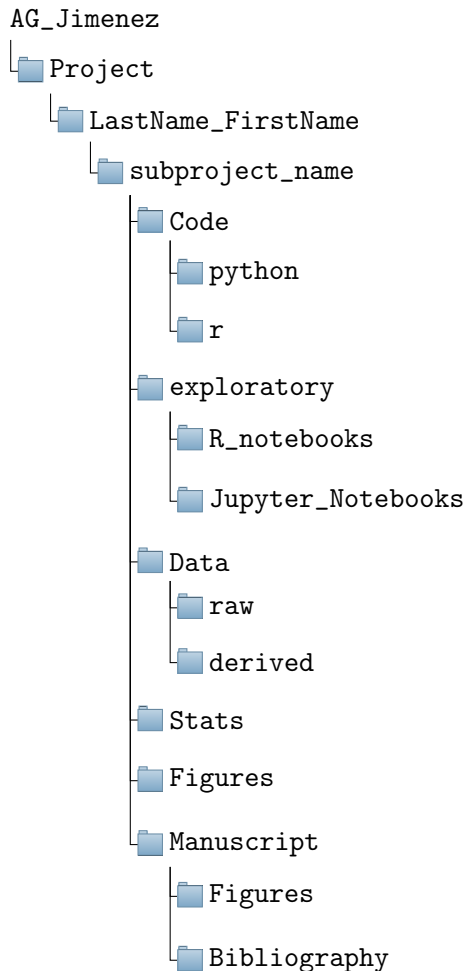 AG_Jimenez
Project
LastName_FirstName
subproject_name
Code
python
r
exploratory
R_notebooks
Jupyter_Notebooks
Data
raw
derived
Stats
Figures
Manuscript
Figures
Bibliography